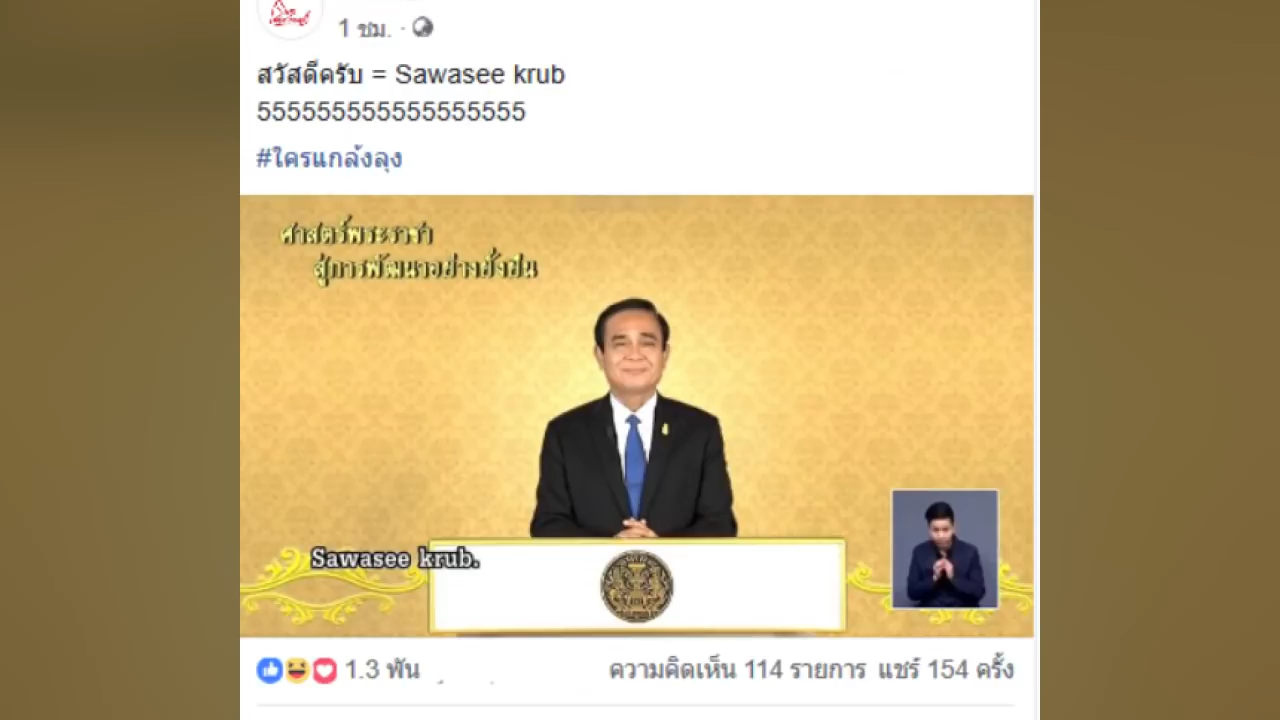 1 ชม.
สวัสดีครับ = Sawasee krub
555555555555555555
#ใครแกล้งลุง
ศาสตร์พระราชา
สู่การพัฒนาอย่างยั่งยืน
Sawasee krub.
1.3 พัน ความคิดเห็น 114 รายการ แชร์ 154 ครั้ง